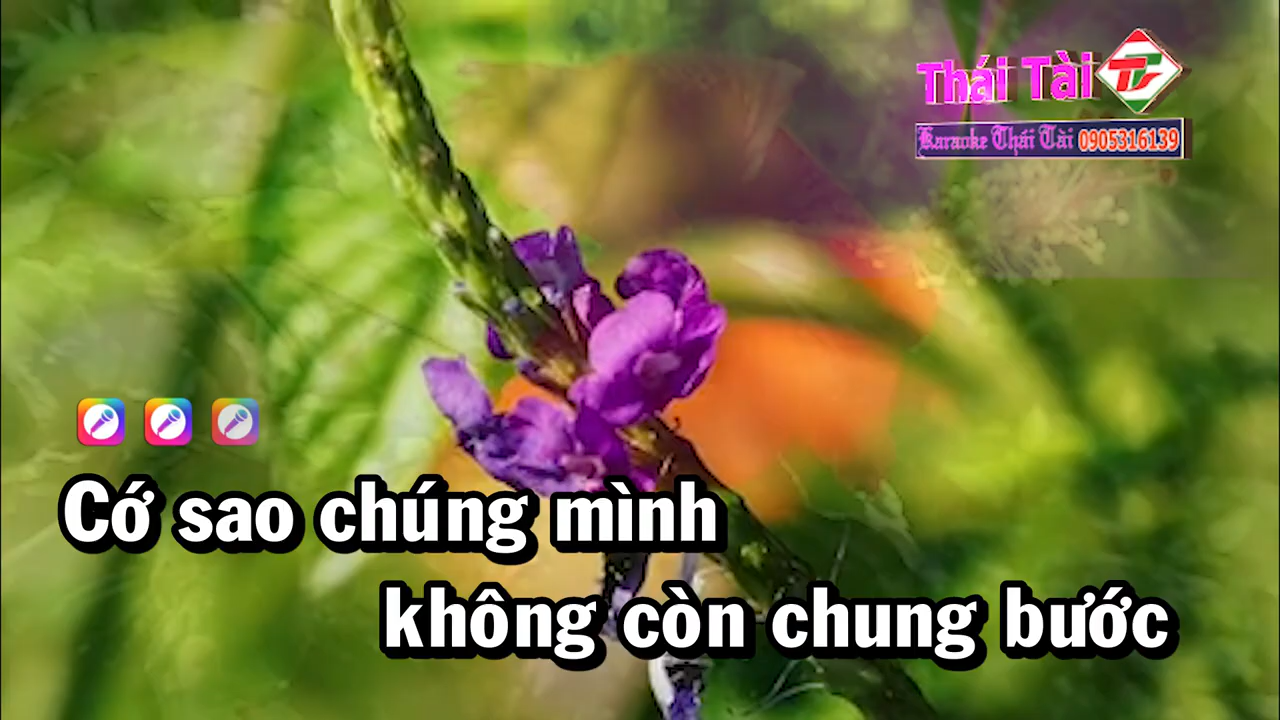 Thái Tài
Karaoke Thái Tài 0905316139
Cớ sao chúng mình
không còn chung bước